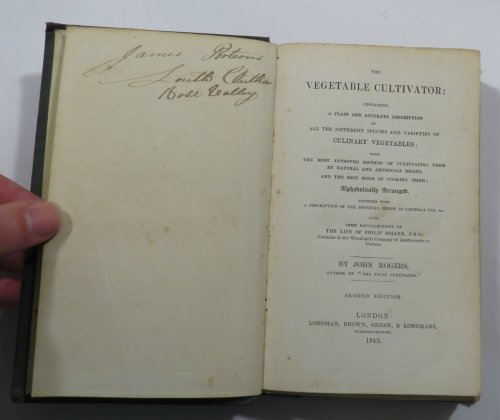 James
South Clutha
Rose Valley
THE
VEGETABLE CULTIVATOR:
CONTAINING
A PLAIN AND ACCURATE DESCRIPTION
OF
ALL THE DIFFERENT SPECIES AND VARIETIES OF
CULINARY VEGETABLES;
WITH
THE MOST APPROVED METHOD OF CULTIVATING THEM
BY NATURAL AND ARTIFICIAL MEANS,
AND THE BEST MODE OF COOKING THEM;
Alphabetically Arranged.
TOGETHER WITH
A DESCRIPTION OF THE PHYSICAL HERBS IN GENERAL USE, &c.
ALSO,
SOME RECOLLECTIONS OF
THE LIFE OF PHILIP MILLER, F.R.A.
Gardener to the Worshipful Company of Apothecaries at
Chelsea.
BY JOHN ROGERS,
AUTHOR OF "THE FRUIT CULTIVATOR."
SECOND EDITION.
LONDON:
LONGMAN, BROWN, GREEN, & LONGMANS,
PATERNOSTER-ROW.
1843.